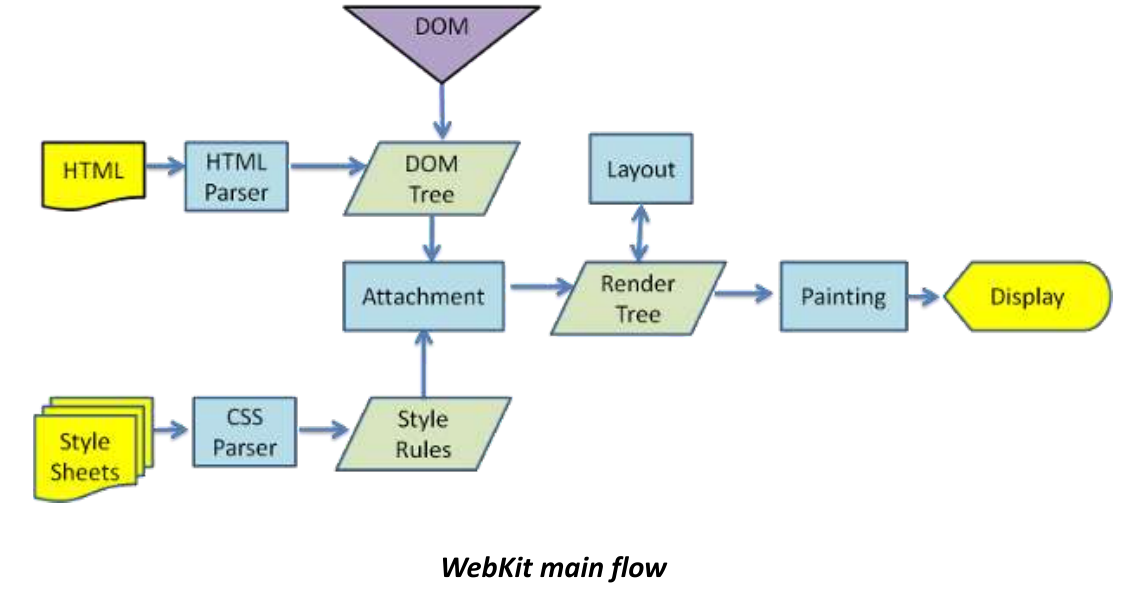 DOM
HTML
HTML
Parser
DOM
Tree
Layout
Attachment
Render
Tree
Painting
Display
Style
Sheets
CSS
Parser
Style
Rules
WebKit main flow